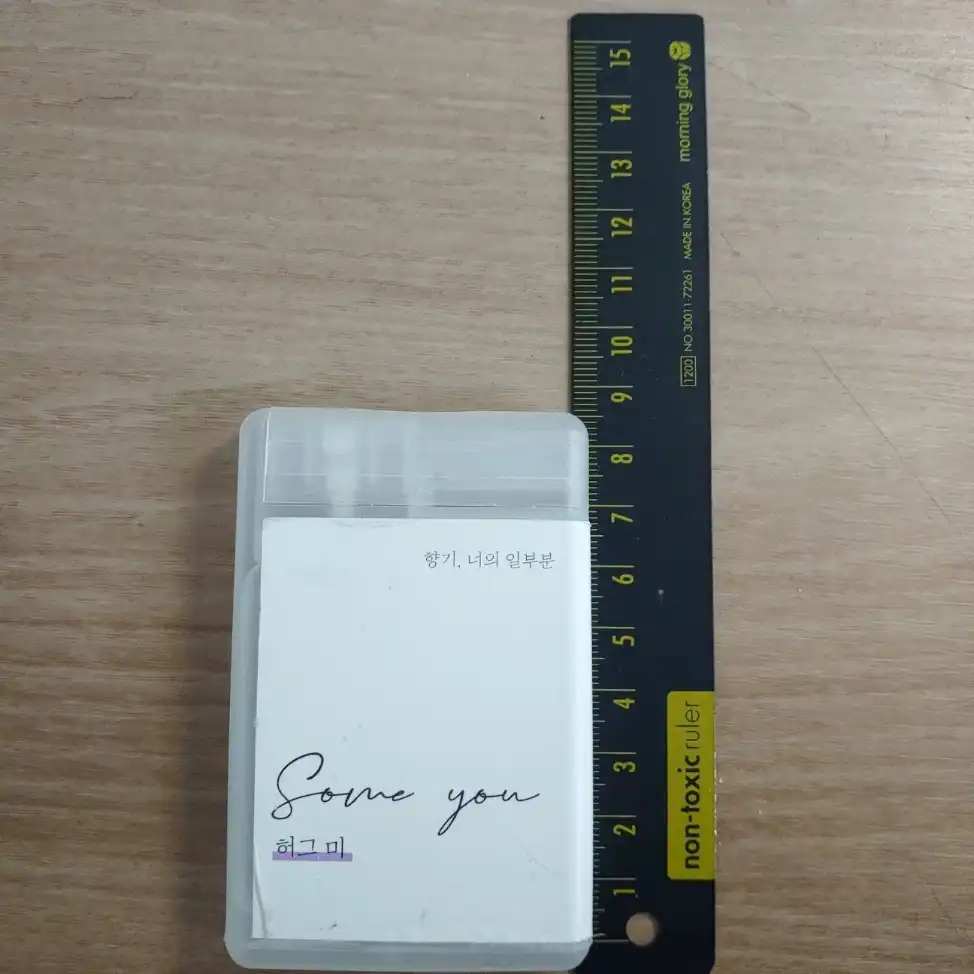 향기, 너의 일부분
Some you
허그 미
15
14
13
12
11
10
9
8
7
6
5
4
3
2
1
morning glory
1200 NO 30011-72261 MADE IN KOREA
non-toxic ruler